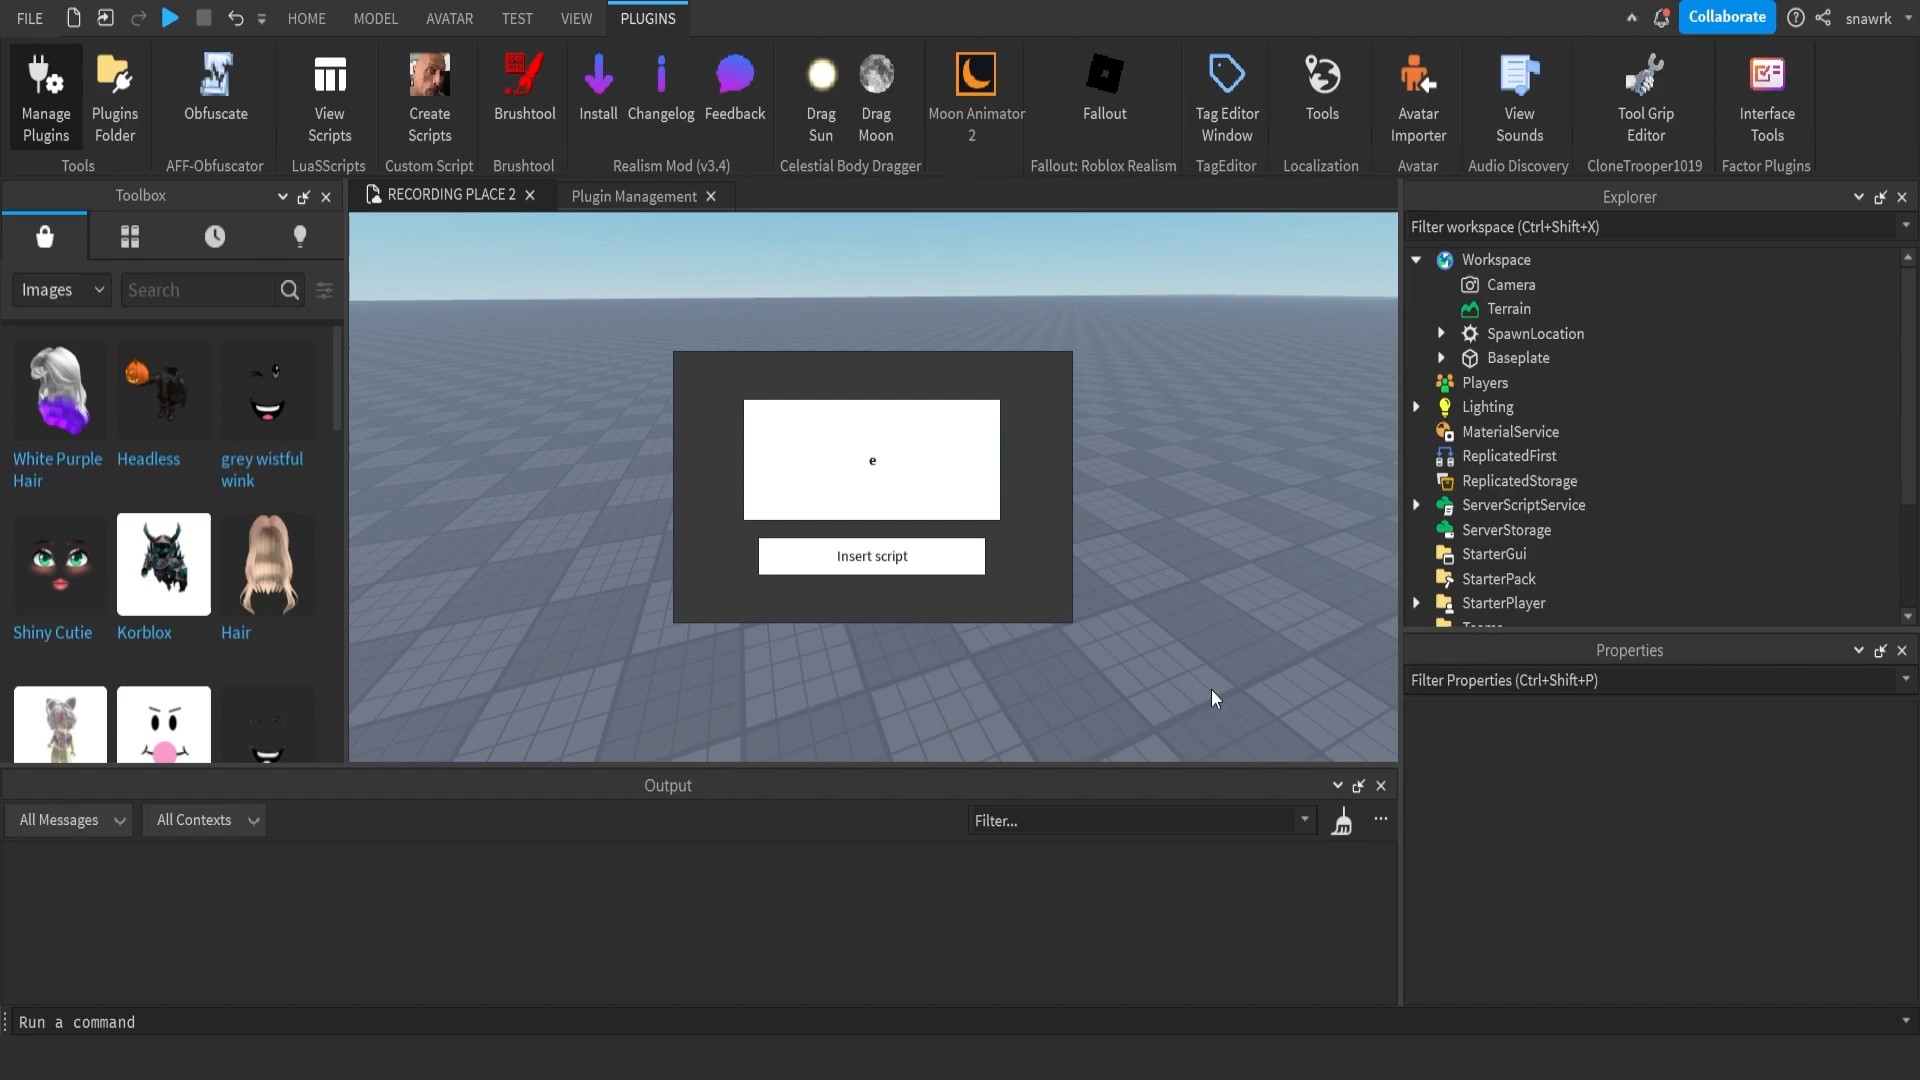 FILE HOME MODEL AVATAR TEST VIEW PLUGINS Collaborate snawrk
Manage Plugins
Plugins Folder
Obfuscate
View Scripts
Create Scripts
Brushtool
Install
Changelog
Feedback
Drag Sun
Drag Moon
Moon Animator 2
Fallout
Tag Editor Window
Tools
Avatar Importer
View Sounds
Tool Grip Editor
Interface Tools
Tools AFF-Obfuscator LuaSScripts Custom Script Brushtool Realism Mod (v3.4) Celestial Body Dragger Fallout: Roblox Realism TagEditor Localization Avatar Audio Discovery CloneTrooper1019 Factor Plugins
Toolbox
Images
Search
White Purple Hair
Headless
grey wistful wink
Shiny Cutie
Korblox
Hair
RECORDING PLACE 2
Plugin Management
e
Insert script
Explorer
Filter workspace (Ctrl+Shift+X)
Workspace
Camera
Terrain
SpawnLocation
Baseplate
Players
Lighting
MaterialService
ReplicatedFirst
ReplicatedStorage
ServerScriptService
ServerStorage
StarterGui
StarterPack
StarterPlayer
Properties
Filter Properties (Ctrl+Shift+P)
Output
All Messages
All Contexts
Filter...
Run a command